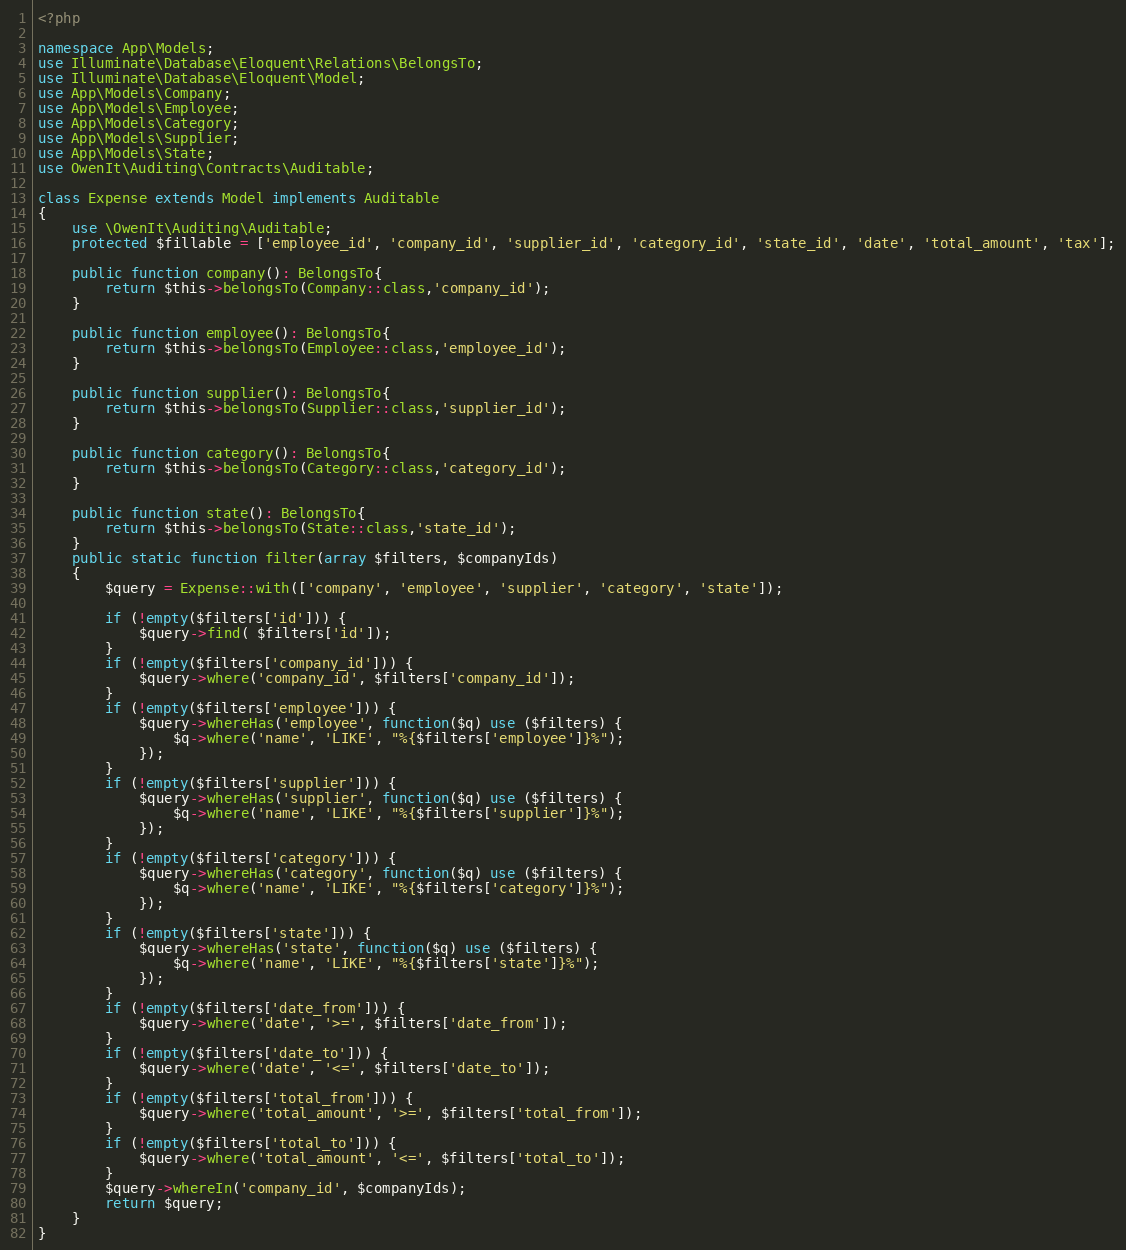 1 <?php
2
3 namespace App\Models;
4 use Illuminate\Database\Eloquent\Relations\BelongsTo;
5 use Illuminate\Database\Eloquent\Model;
6 use App\Models\Company;
7 use App\Models\Employee;
8 use App\Models\Category;
9 use App\Models\Supplier;
10 use App\Models\State;
11 use OwenIt\Auditing\Contracts\Auditable;
12
13 class Expense extends Model implements Auditable
14 {
15     use \OwenIt\Auditing\Auditable;
16     protected $fillable = ['employee_id', 'company_id', 'supplier_id', 'category_id', 'state_id', 'date', 'total_amount', 'tax'];
17
18     public function company(): BelongsTo{
19         return $this->belongsTo(Company::class,'company_id');
20     }
21
22     public function employee(): BelongsTo{
23         return $this->belongsTo(Employee::class,'employee_id');
24     }
25
26     public function supplier(): BelongsTo{
27         return $this->belongsTo(Supplier::class,'supplier_id');
28     }
29
30     public function category(): BelongsTo{
31         return $this->belongsTo(Category::class,'category_id');
32     }
33
34     public function state(): BelongsTo{
35         return $this->belongsTo(State::class,'state_id');
36     }
37     public static function filter(array $filters, $companyIds)
38     {
39         $query = Expense::with(['company', 'employee', 'supplier', 'category', 'state']);
40
41         if (!empty($filters['id'])) {
42             $query->find( $filters['id']);
43         }
44         if (!empty($filters['company_id'])) {
45             $query->where('company_id', $filters['company_id']);
46         }
47         if (!empty($filters['employee'])) {
48             $query->whereHas('employee', function($q) use ($filters) {
49                 $q->where('name', 'LIKE', "%{$filters['employee']}%");
50             });
51         }
52         if (!empty($filters['supplier'])) {
53             $query->whereHas('supplier', function($q) use ($filters) {
54                 $q->where('name', 'LIKE', "%{$filters['supplier']}%");
55             });
56         }
57         if (!empty($filters['category'])) {
58             $query->whereHas('category', function($q) use ($filters) {
59                 $q->where('name', 'LIKE', "%{$filters['category']}%");
60             });
61         }
62         if (!empty($filters['state'])) {
63             $query->whereHas('state', function($q) use ($filters) {
64                 $q->where('name', 'LIKE', "%{$filters['state']}%");
65             });
66         }
67         if (!empty($filters['date_from'])) {
68             $query->where('date', '>=', $filters['date_from']);
69         }
70         if (!empty($filters['date_to'])) {
71             $query->where('date', '<=', $filters['date_to']);
72         }
73         if (!empty($filters['total_from'])) {
74             $query->where('total_amount', '>=', $filters['total_from']);
75         }
76         if (!empty($filters['total_to'])) {
77             $query->where('total_amount', '<=', $filters['total_to']);
78         }
79         $query->whereIn('company_id', $companyIds);
80         return $query;
81     }
82 }